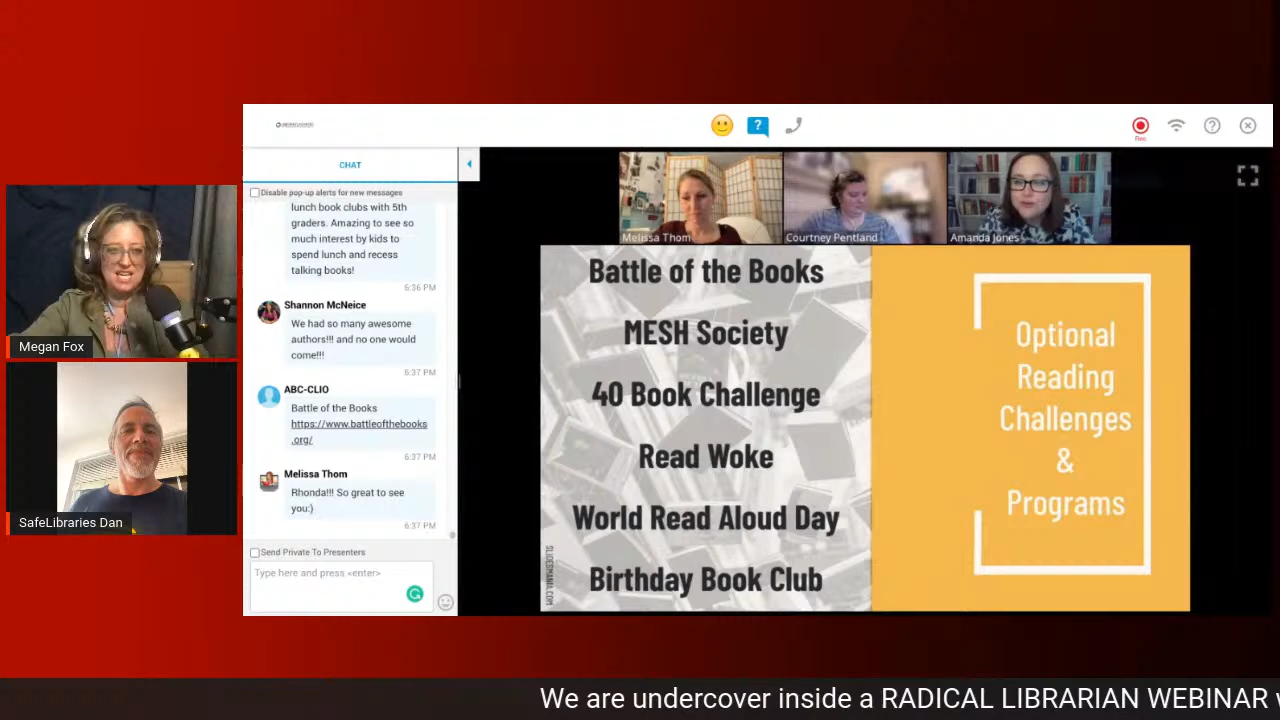 Megan Fox
SafeLibraries Dan
CHAT
Disable pop-up alerts for new messages
lunch book clubs with 5th
graders. Amazing to see so
much interest by kids to
spend lunch and recess
talking books!
6:36 PM
Shannon McNeice
We had so many awesome
authors!!! and no one would
come!!!
6:37 PM
ABC-CLIO
Battle of the Books
https://www.battleofthebooks
.org/
6:37 PM
Melissa Thom
Rhonda!!! So great to see
you:)
6:37 PM
Send Private To Presenters
Type here and press <enter>
?
Rec
Melissa Thom
Courtney Pentland
Amanda Jones
Battle of the Books
MESH Society
40 Book Challenge
Read Woke
World Read Aloud Day
Birthday Book Club
SLIDESMANIA.COM
Optional
Reading
Challenges
&
Programs
We are undercover inside a RADICAL LIBRARIAN WEBINAR